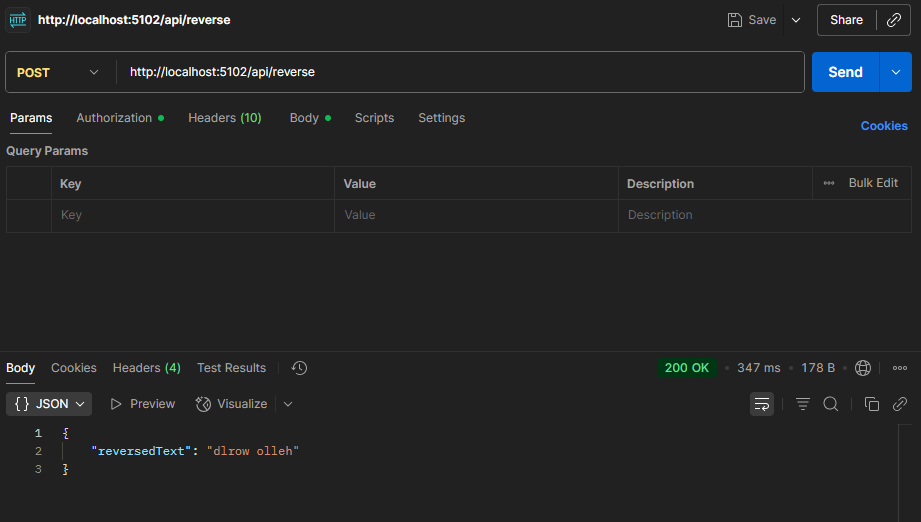 HTTP http://localhost:5102/api/reverse Save Share
POST http://localhost:5102/api/reverse Send
Params Authorization Headers (10) Body Scripts Settings Cookies
Query Params
Key Value Description Bulk Edit
Key Value Description
Body Cookies Headers (4) Test Results 200 OK 347 ms 178 B
{} JSON Preview Visualize
1 {
2 "reversedText": "dlrow olleh"
3 }